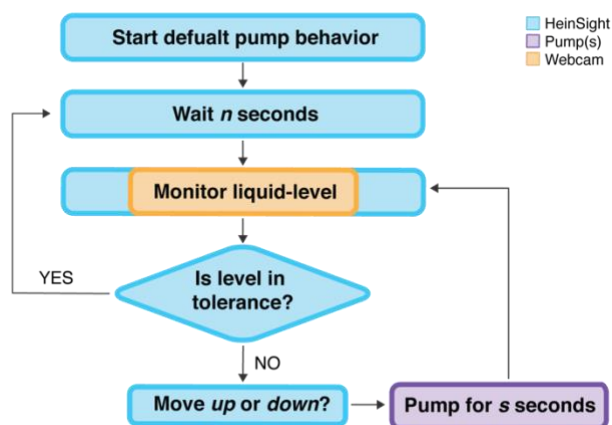 Start defualt pump behavior
HeinSight
Pump(s)
Webcam
Wait n seconds
Monitor liquid-level
Is level in
tolerance?
YES
NO
Move up or down?
Pump for s seconds